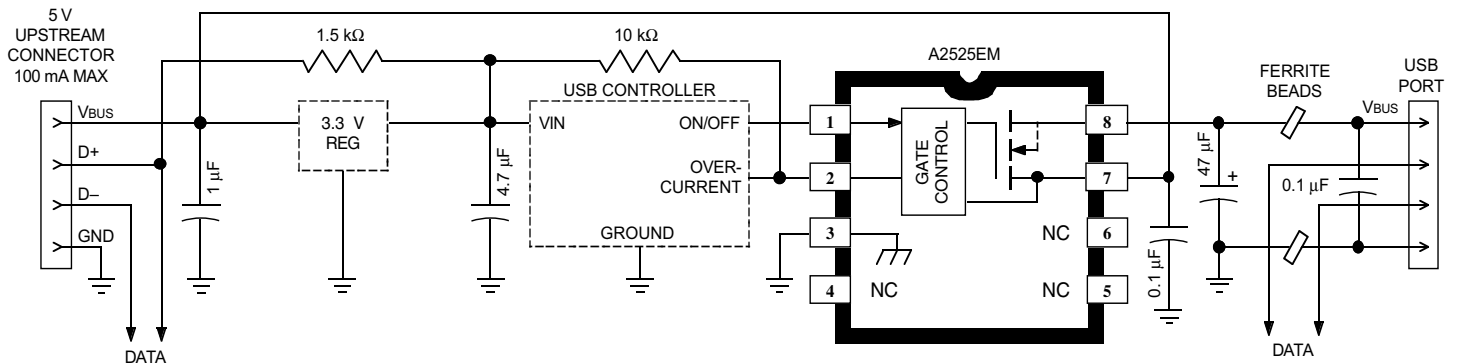 5 V
UPSTREAM
CONNECTOR
100 mA MAX
VBUS
D+
D–
GND
DATA
1 µF
1.5 kΩ
3.3 V
REG
4.7 µF
10 kΩ
USB CONTROLLER
VIN
ON/OFF
OVER-
CURRENT
GROUND
A2525EM
1
2
3
4
NC
GATE
CONTROL
8
7
6
5
NC
NC
0.1 µF
47 µF
+
FERRITE
BEADS
0.1 µF
VBUS
USB
PORT
DATA